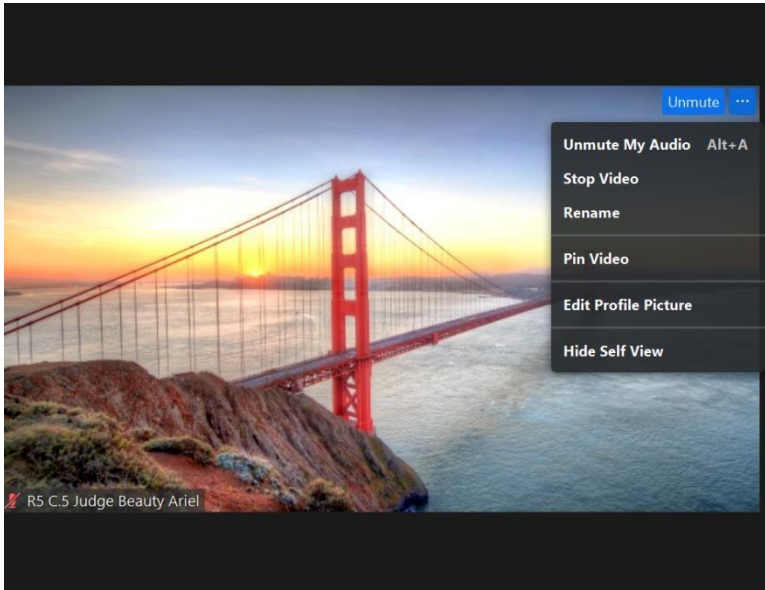 Unmute ...
Unmute My Audio Alt+A
Stop Video
Rename
Pin Video
Edit Profile Picture
Hide Self View
R5 C.5 Judge Beauty Ariel